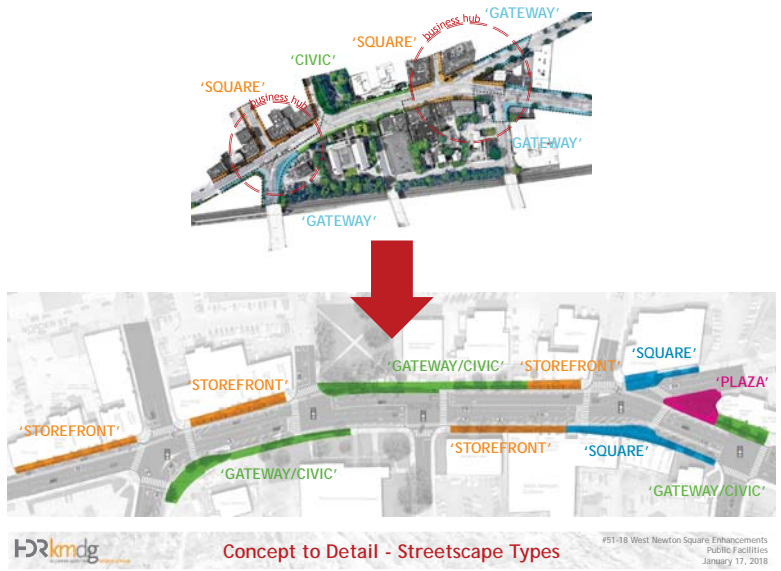 'GATEWAY'
business hub
'SQUARE'
'CIVIC'
'SQUARE'
business hub
'GATEWAY'
'GATEWAY'
'SQUARE'
'GATEWAY/CIVIC'
'STOREFRONT'
'PLAZA'
'STOREFRONT'
'STOREFRONT'
'STOREFRONT'
'SQUARE'
'GATEWAY/CIVIC'
'GATEWAY/CIVIC'
HDR kmdg
Concept to Detail - Streetscape Types
#51-18 West Newton Square Enhancements
Public Facilities
January 17, 2018